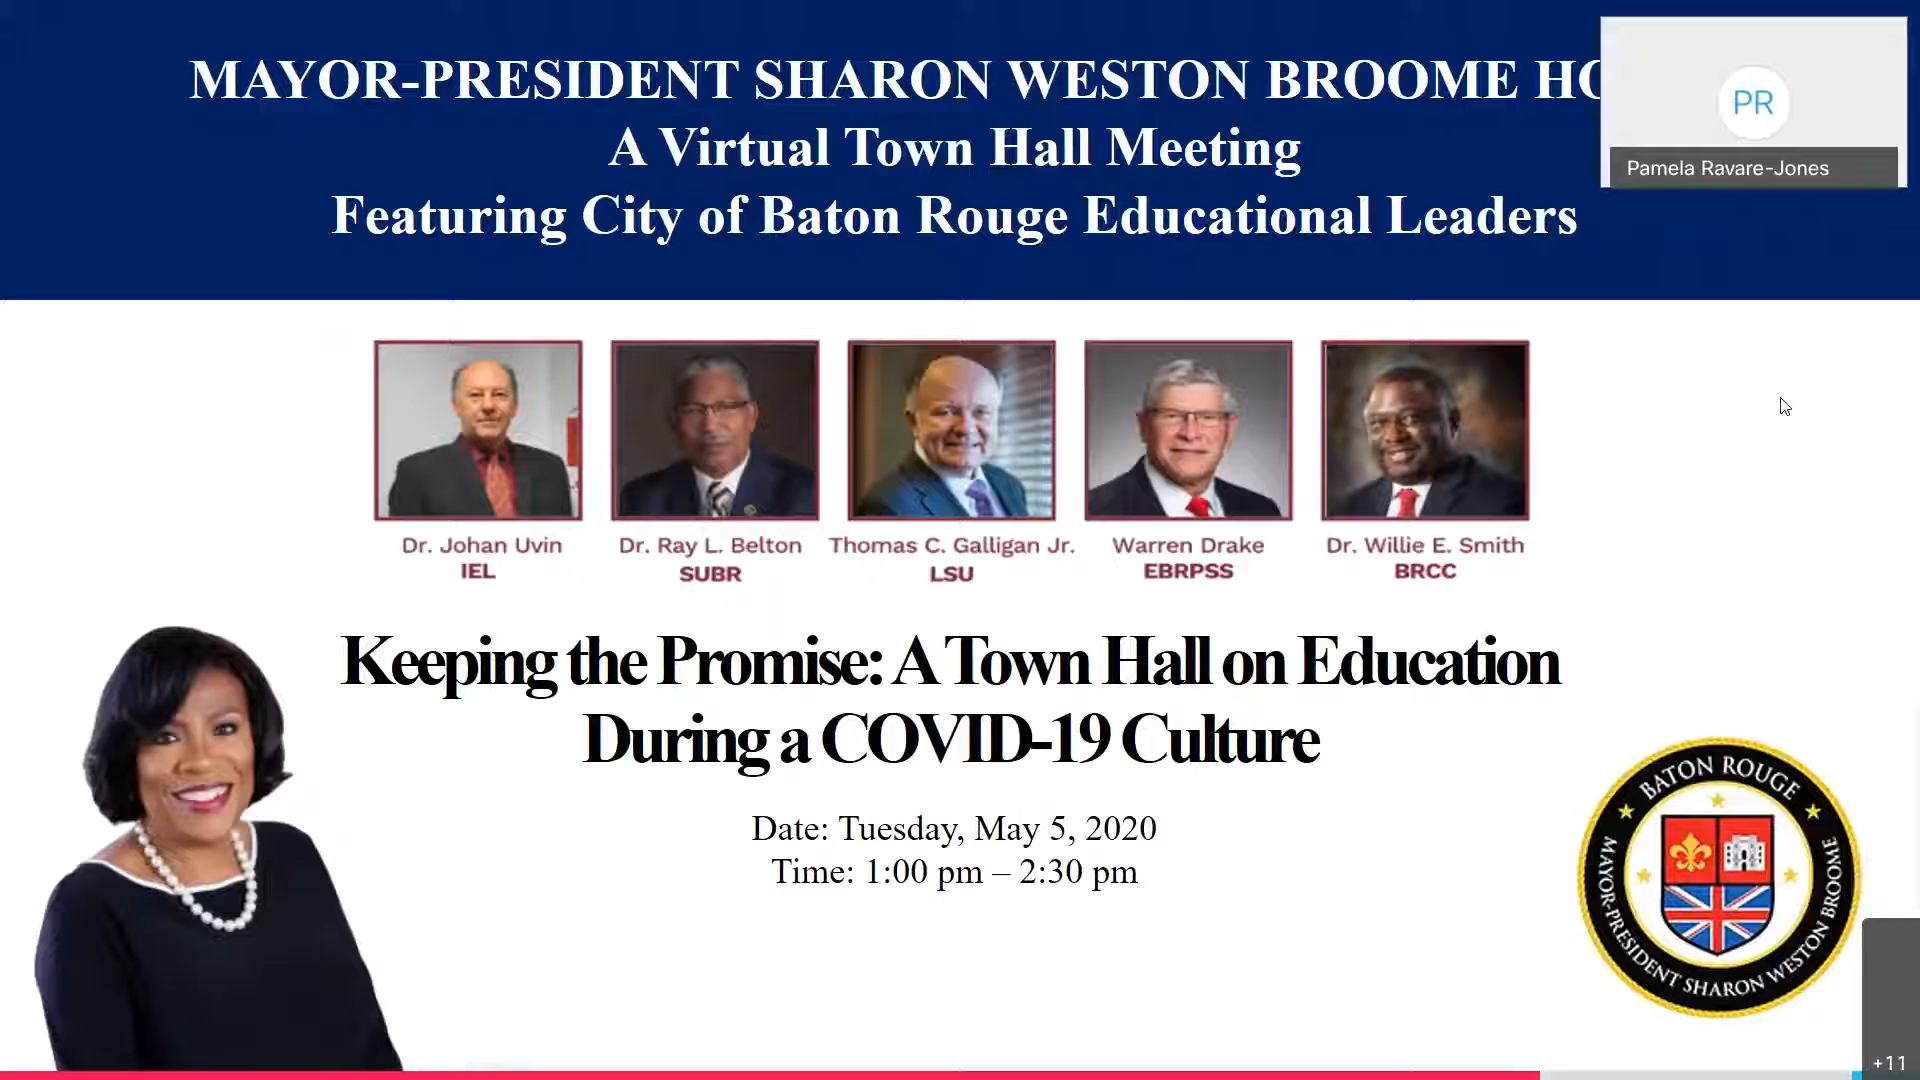 MAYOR-PRESIDENT SHARON WESTON BROOME HO
A Virtual Town Hall Meeting
Featuring City of Baton Rouge Educational Leaders
PR
Pamela Ravare-Jones
Dr. Johan Uvin
IEL
Dr. Ray L. Belton
SUBR
Thomas C. Galligan Jr.
LSU
Warren Drake
EBRPSS
Dr. Willie E. Smith
BRCC
Keeping the Promise: A Town Hall on Education
During a COVID-19 Culture
Date: Tuesday, May 5, 2020
Time: 1:00 pm – 2:30 pm
BATON ROUGE
MAYOR-PRESIDENT SHARON WESTON BROOME
+11